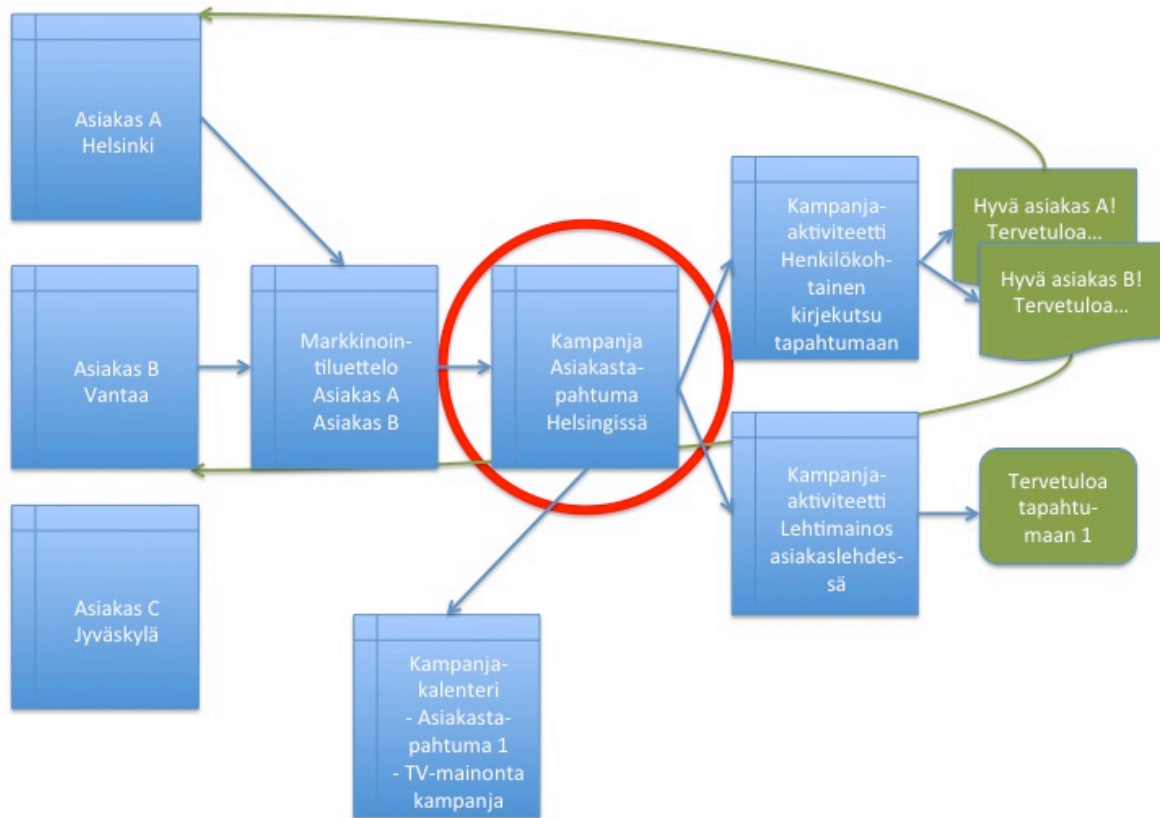 Asiakas A
Helsinki
Kampanja-
aktiviteetti
Henkilökoh-
tainen
kirjekutsu
tapahtumaan
Hyvä asiakas A!
Tervetuloa…
Hyvä asiakas B!
Tervetuloa…
Asiakas B
Vantaa
Markkinoin-
tiluettelo
Asiakas A
Asiakas B
Kampanja
Asiakasta-
pahtuma
Helsingissä
Kampanja-
aktiviteetti
Lehtimainos
asiakaslehdes-
sä
Tervetuloa
tapahtu-
maan 1
Asiakas C
Jyväskylä
Kampanja-
kalenteri
- Asiakasta-
pahtuma 1
- TV-mainonta
kampanja